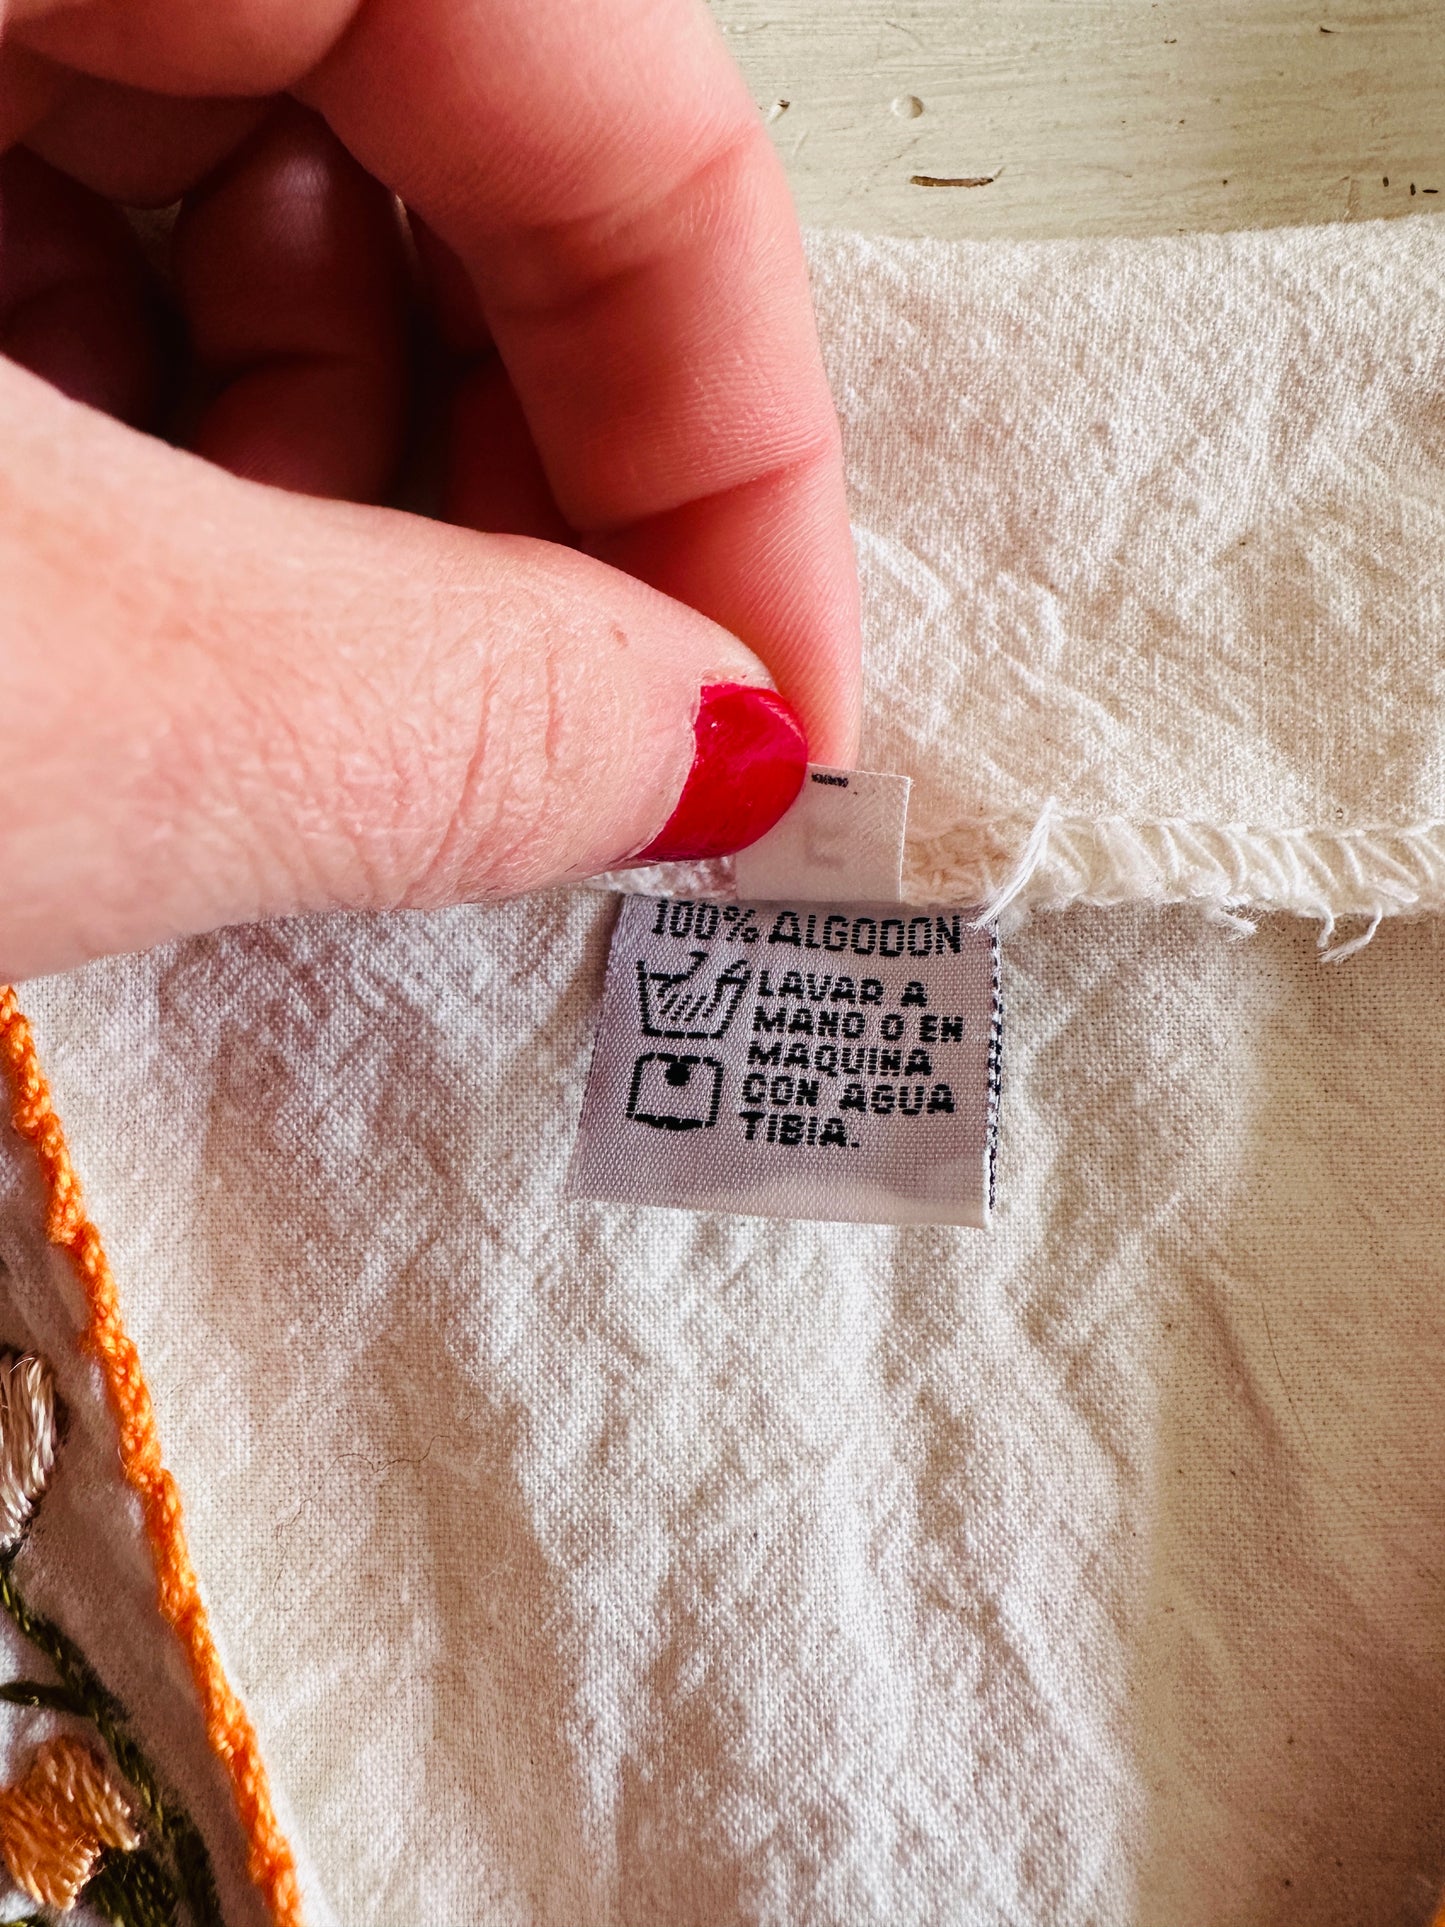 100% ALGODON
LAVAR A
MANO O EN
MAQUINA
CON AGUA
TIBIA.